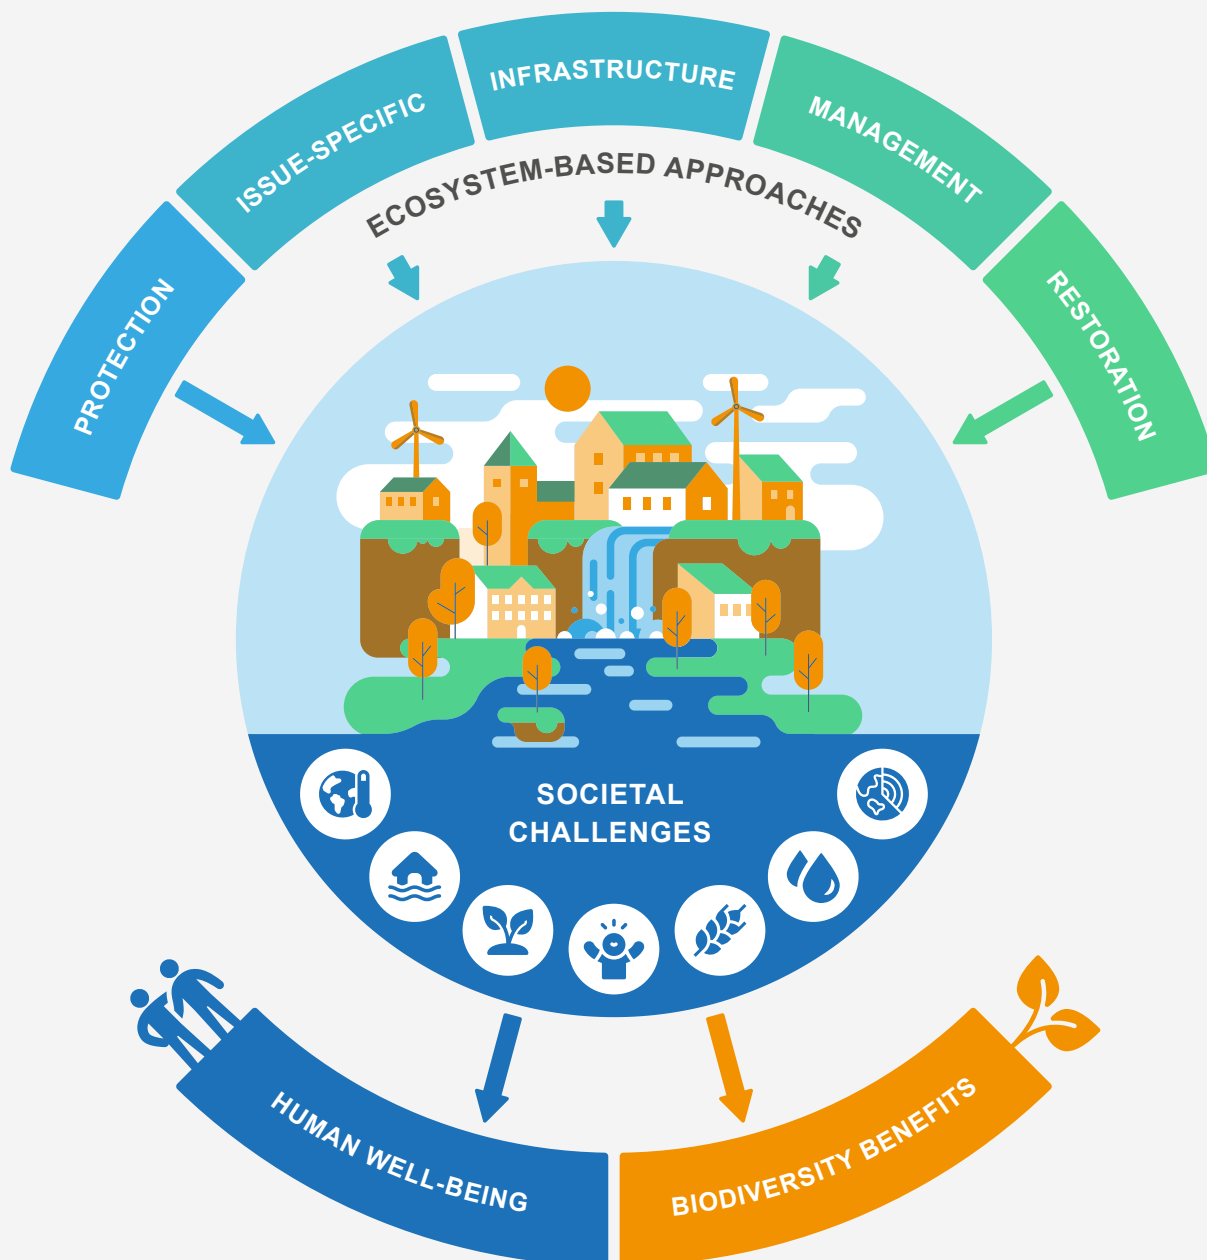 PROTECTION
ISSUE-SPECIFIC
INFRASTRUCTURE
MANAGEMENT
RESTORATION
ECOSYSTEM-BASED APPROACHES
SOCIETAL
CHALLENGES
HUMAN WELL-BEING
BIODIVERSITY BENEFITS